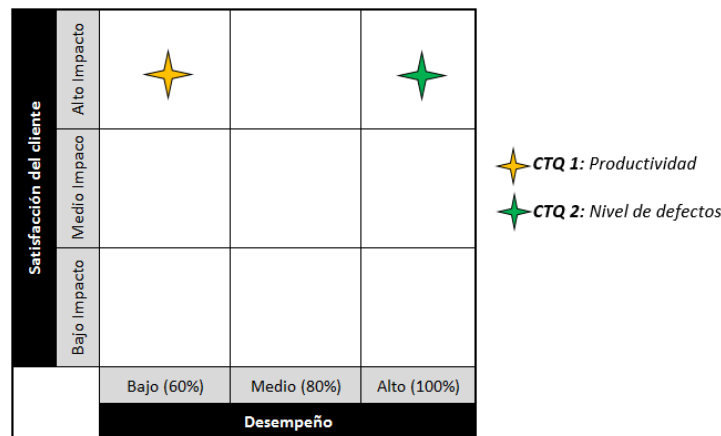 Satisfacción del cliente
Alto Impacto
Medio Impaco
Bajo Impacto
CTQ 1: Productividad
CTQ 2: Nivel de defectos
Bajo (60%)
Medio (80%)
Alto (100%)
Desempeño